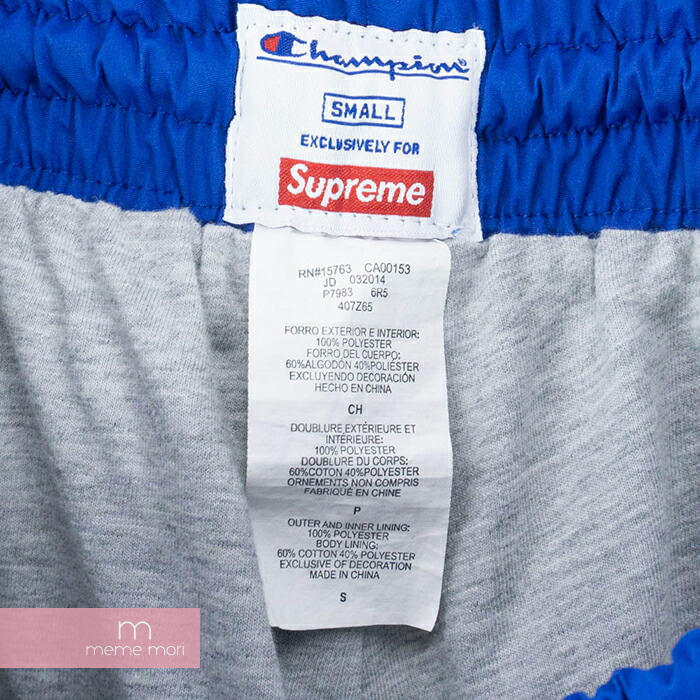 Champion
SMALL
EXCLUSIVELY FOR
Supreme
RN#15763 CA00153
JD 032014
P7983 6R5
407Z65
FORRO EXTERIOR E INTERIOR:
100% POLYESTER
FORRO DEL CUERPO:
60%ALGODÓN 40%POLIÉSTER
EXCLUYENDO DECORACIÓN
HECHO EN CHINA
CH
DOUBLURE EXTÉRIEURE ET
INTÉRIEURE:
100% POLYESTER
DOUBLURE DU CORPS:
60%COTON 40%POLYESTER
ORNEMENTS NON COMPRIS
FABRIQUÉ EN CHINE
P
OUTER AND INNER LINING:
100% POLYESTER
BODY LINING:
60% COTTON 40% POLYESTER
EXCLUSIVE OF DECORATION
MADE IN CHINA
S
m
meme mori